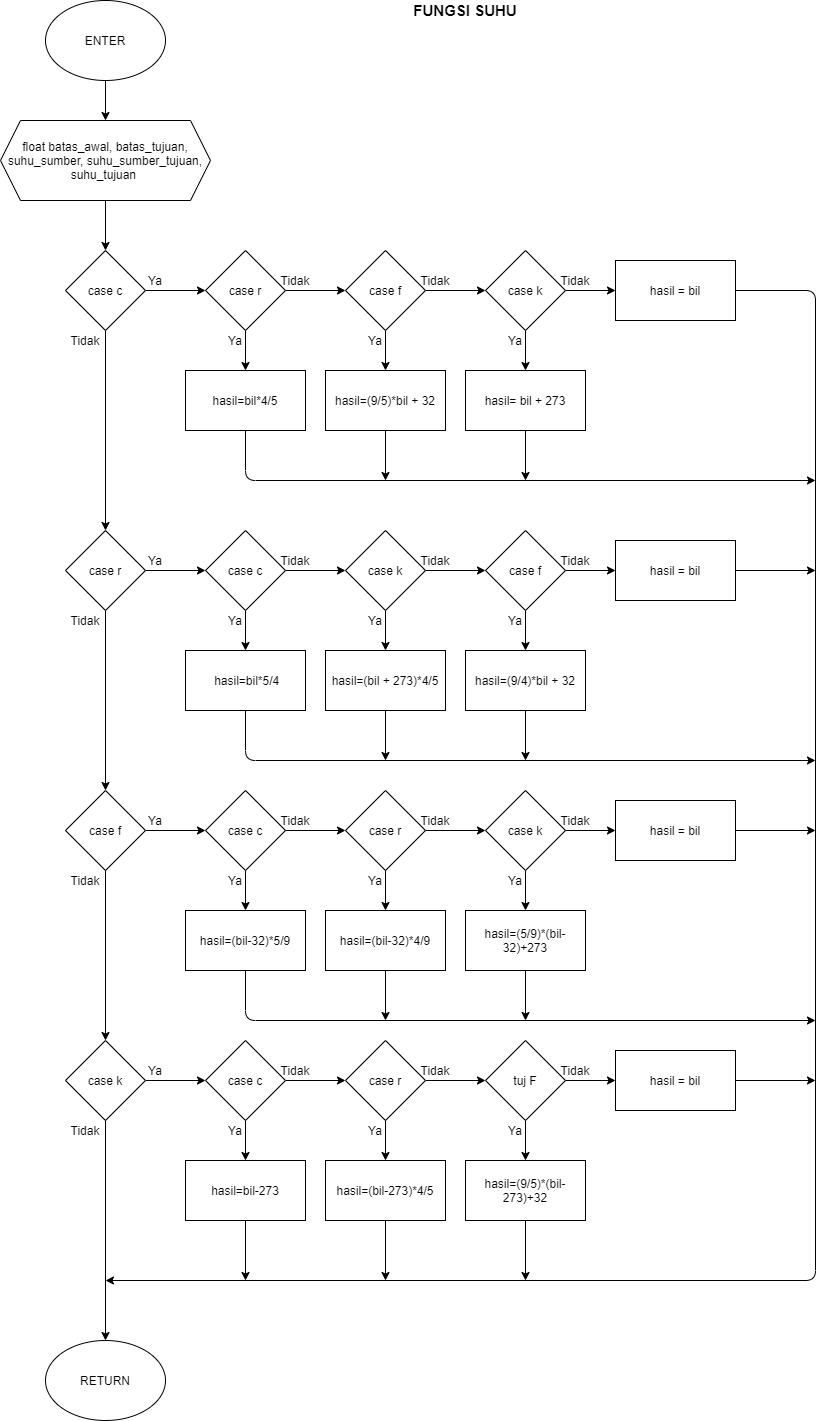 FUNGSI SUHU
ENTER
float batas_awal, batas_tujuan,
suhu_sumber, suhu_sumber_tujuan,
suhu_tujuan
case c
Ya
case r
Tidak
case f
Tidak
case k
Tidak
hasil = bil
Tidak
Ya
Ya
Ya
hasil=bil*4/5
hasil=(9/5)*bil + 32
hasil= bil + 273
case r
Ya
case c
Tidak
case k
Tidak
case f
Tidak
hasil = bil
Tidak
Ya
Ya
Ya
hasil=bil*5/4
hasil=(bil + 273)*4/5
hasil=(9/4)*bil + 32
case f
Ya
case c
Tidak
case r
Tidak
case k
Tidak
hasil = bil
Tidak
Ya
Ya
Ya
hasil=(bil-32)*5/9
hasil=(bil-32)*4/9
hasil=(5/9)*(bil-
32)+273
case k
Ya
case c
Tidak
case r
Tidak
tuj F
Tidak
hasil = bil
Tidak
Ya
Ya
Ya
hasil=bil-273
hasil=(bil-273)*4/5
hasil=(9/5)*(bil-
273)+32
RETURN